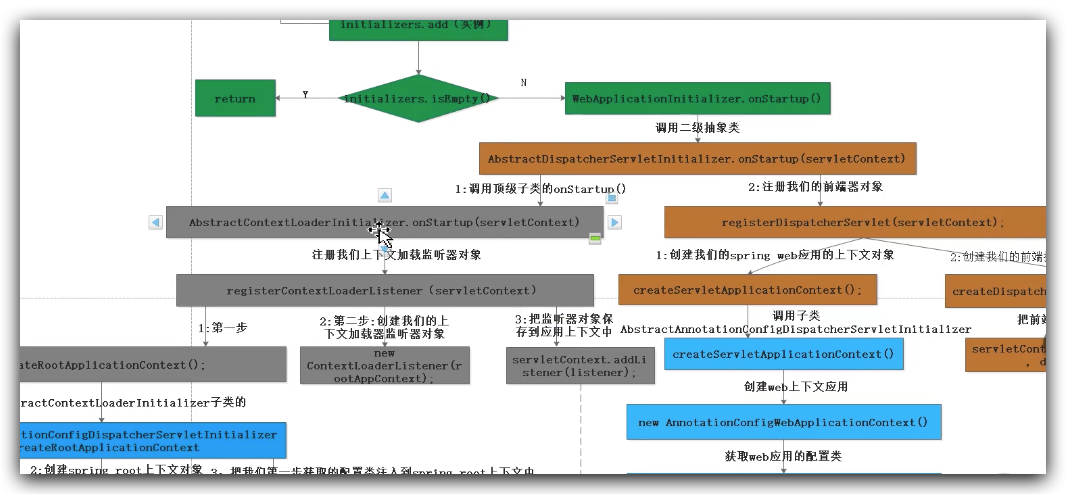 initializers.add（实例）
return
Y
initializers.isEmpty()
N
WebApplicationInitializer.onStartup()
调用二级抽象类
AbstractDispatcherServletInitializer.onStartup(servletContext)
1:调用顶级子类的onStartup()
2:注册我们的前端器对象
AbstractContextLoaderInitializer.onStartup(servletContext)
registerDispatcherServlet(servletContext);
注册我们上下文加载监听器对象
1:创建我们的spring web应用的上下文对象
2:创建我们的前端
registerContextLoaderListener（servletContext)
createServletApplicationContext();
createDispatc
1:第一步
2:第二步:创建我们的上
下文加载器监听器对象
3:把监听器对象保
存到应用上下文中
调用子类
AbstractAnnotationConfigDispatcherServletInitializer
把前端
ateRootApplicationContext();
new
ContextLoaderListener(r
ootAppContext);
servletContext.addLi
stener(listener);
createServletApplicationContext()
servletCont
, d
创建web上下文应用
ractContextLoaderInitializer子类的
tionConfigDispatcherServletInitializer
reateRootApplicationContext
new AnnotationConfigWebApplicationContext()
获取web应用的配置类
2:创建spring root上下文对象
3，把我们第一步获取的配置类注入到spring root上下文中